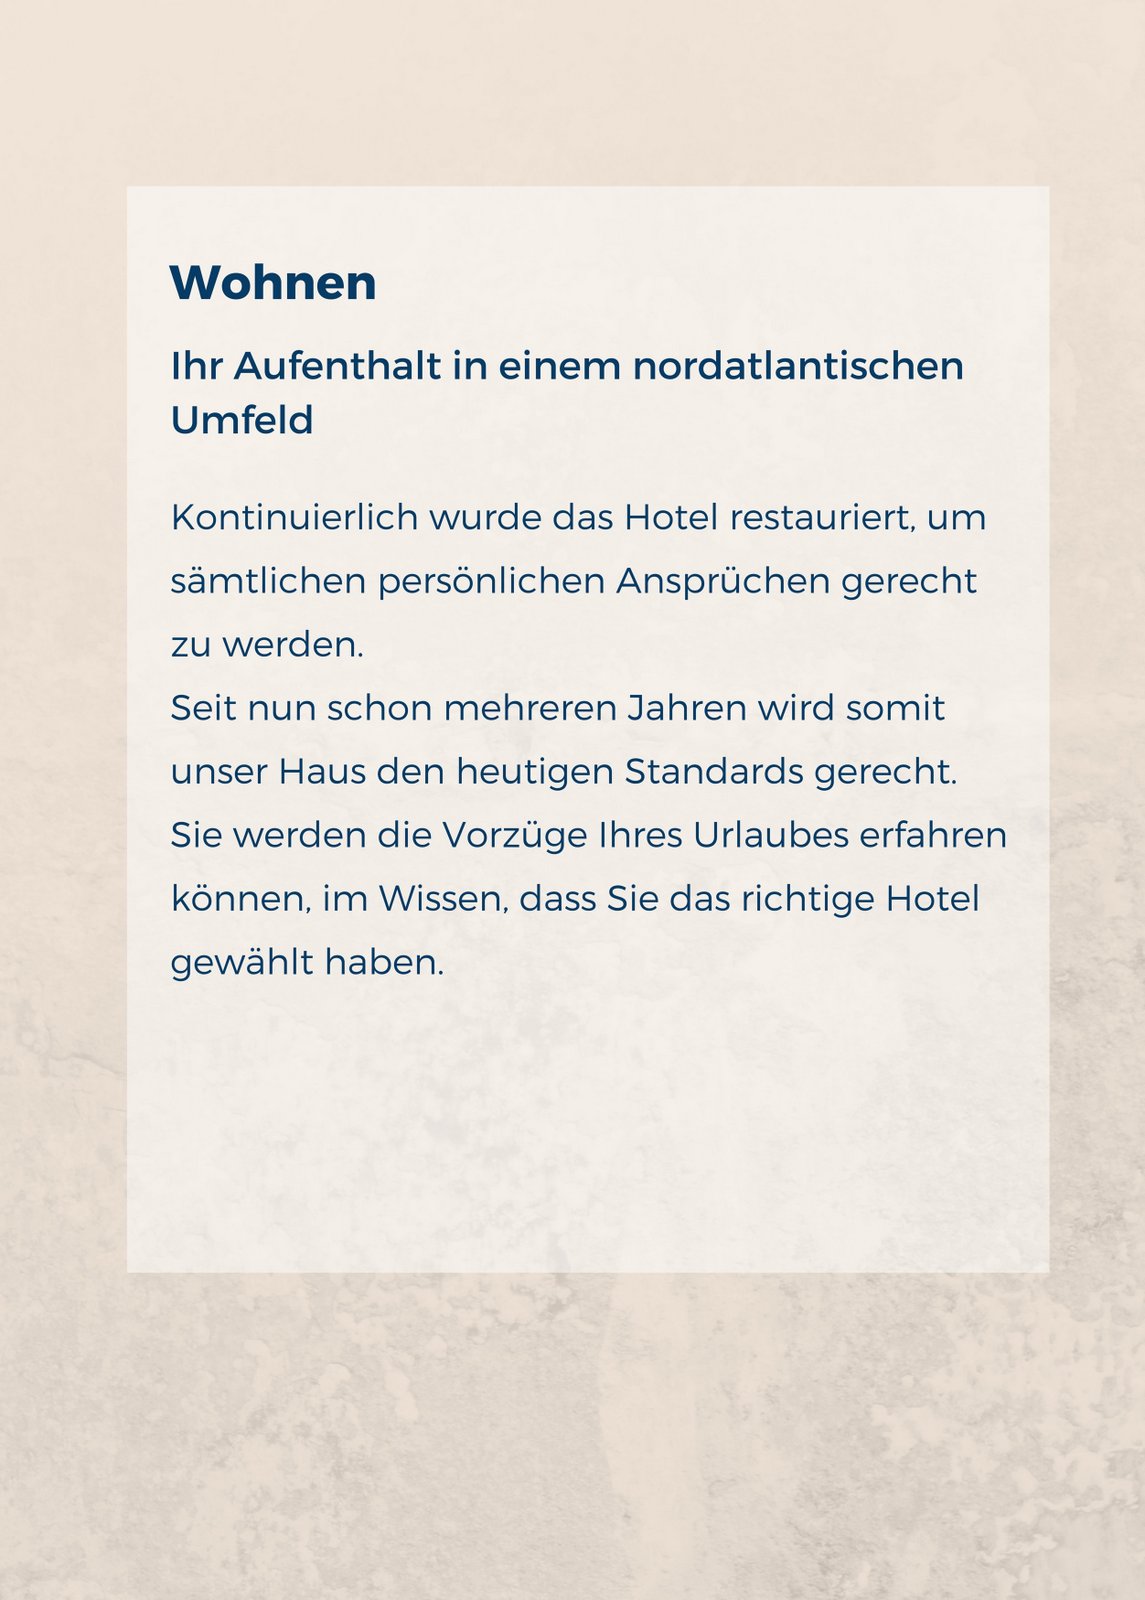 Wohnen
Ihr Aufenthalt in einem nordatlantischen
Umfeld
Kontinuierlich wurde das Hotel restauriert, um
sämtlichen persönlichen Ansprüchen gerecht
zu werden.
Seit nun schon mehreren Jahren wird somit
unser Haus den heutigen Standards gerecht.
Sie werden die Vorzüge Ihres Urlaubes erfahren
können, im Wissen, dass Sie das richtige Hotel
gewählt haben.